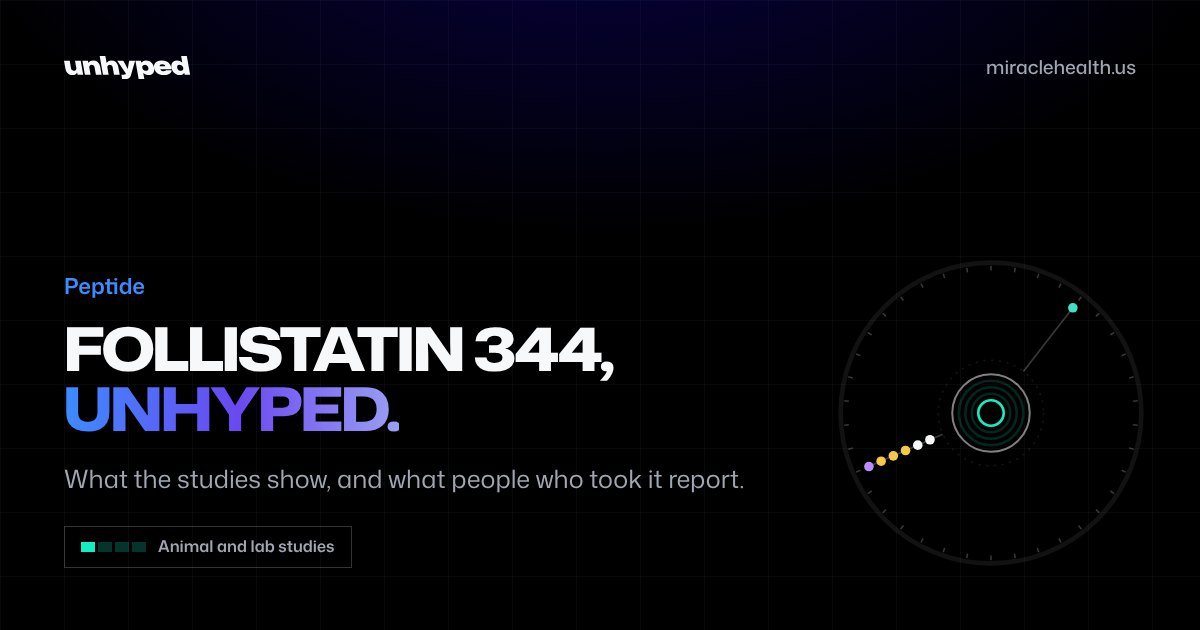 unhyped
miraclehealth.us
Peptide
FOLLISTATIN 344,
UNHYPED.
What the studies show, and what people who took it report.
Animal and lab studies